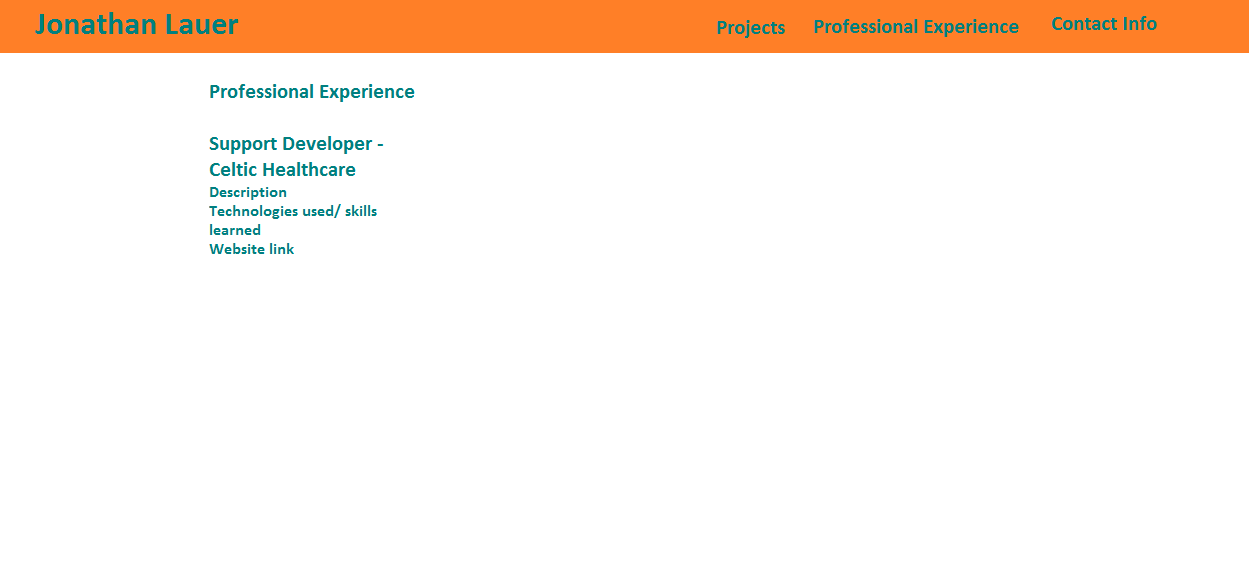 Jonathan Lauer
Projects
Professional Experience
Contact Info
Professional Experience
Support Developer -
Celtic Healthcare
Description
Technologies used/ skills
learned
Website link